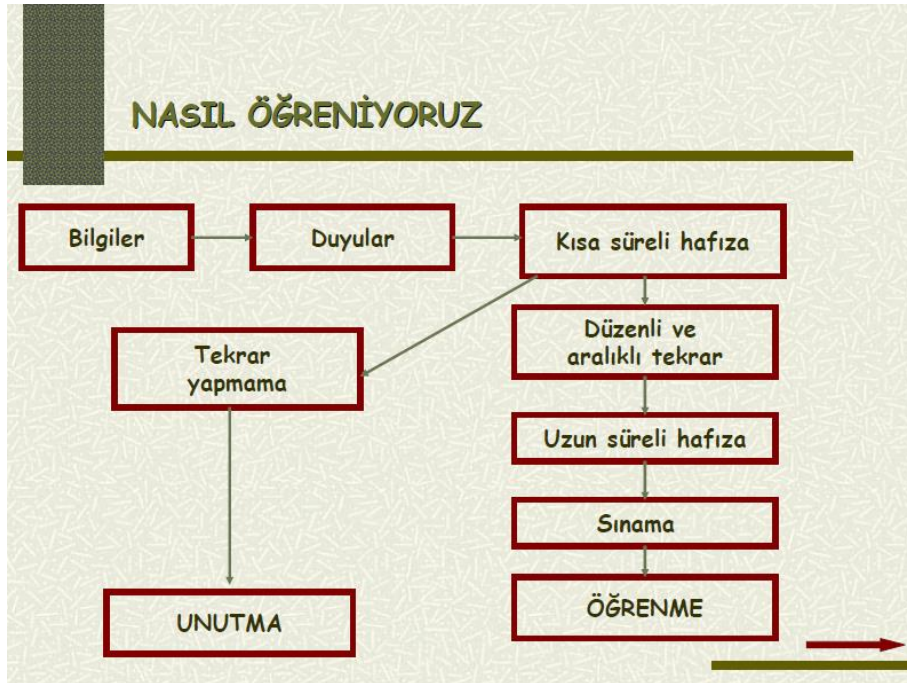 NASIL ÖĞRENİYORUZ
Bilgiler
Duyular
Kısa süreli hafıza
Tekrar
yapmama
Düzenli ve
aralıklı tekrar
Uzun süreli hafıza
Sınama
UNUTMA
ÖĞRENME